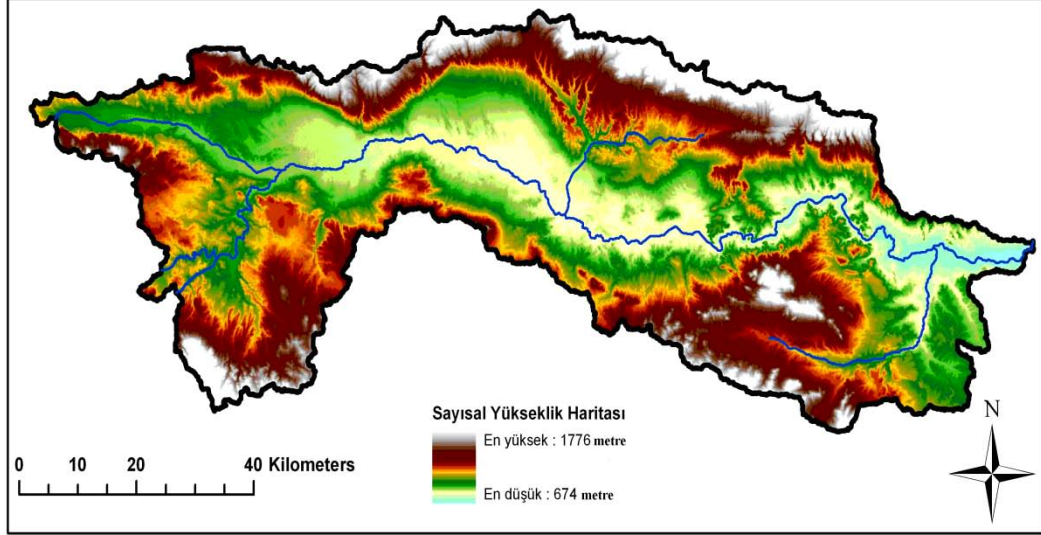 Sayısal Yükseklik Haritası
En yüksek : 1776 metre
En düşük : 674 metre
0 10 20 40 Kilometers
N